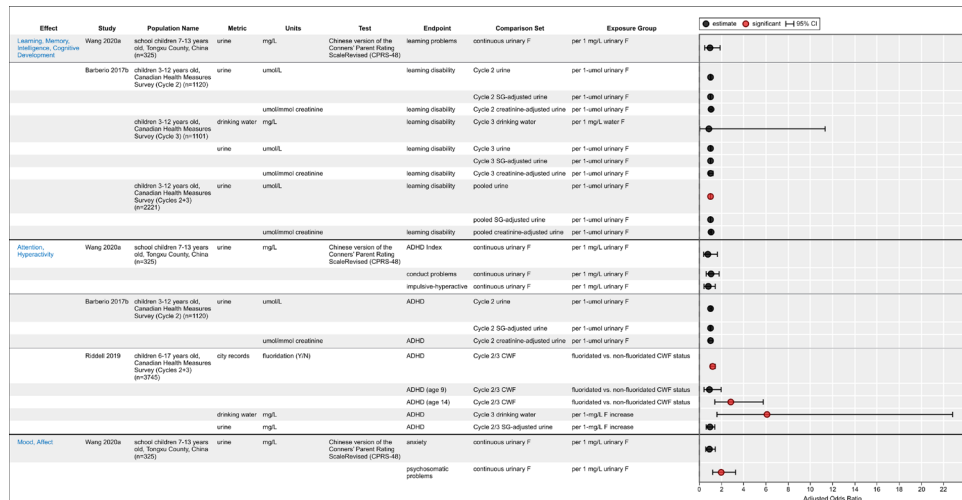 Effect Study Population Name Metric Units Test Endpoint Comparison Set Exposure Group
estimate significant 95% CI
Learning, Memory, Intelligence, Cognitive Development Wang 2020a school children 7-13 years old, Tongxu County, China (n=325) urine mg/L Chinese version of the Conners' Parent Rating ScaleRevised (CPRS-48) learning problems continuous urinary F per 1 mg/L urinary F
Barberio 2017b children 3-12 years old, Canadian Health Measures Survey (Cycle 2) (n=1120) urine umol/L learning disability Cycle 2 urine per 1-umol urinary F
Cycle 2 SG-adjusted urine per 1-umol urinary F
umol/mmol creatinine learning disability Cycle 2 creatinine-adjusted urine per 1-umol urinary F
children 3-12 years old, Canadian Health Measures Survey (Cycle 3) (n=1101) drinking water mg/L learning disability Cycle 3 drinking water per 1 mg/L water F
urine umol/L learning disability Cycle 3 urine per 1-umol urinary F
Cycle 3 SG-adjusted urine per 1-umol urinary F
umol/mmol creatinine learning disability Cycle 3 creatinine-adjusted urine per 1-umol urinary F
children 3-12 years old, Canadian Health Measures Survey (Cycles 2+3) (n=2221) urine umol/L learning disability pooled urine per 1-umol urinary F
pooled SG-adjusted urine per 1-umol urinary F
umol/mmol creatinine learning disability pooled creatinine-adjusted urine per 1-umol urinary F
Attention, Hyperactivity Wang 2020a school children 7-13 years old, Tongxu County, China (n=325) urine mg/L Chinese version of the Conners' Parent Rating ScaleRevised (CPRS-48) ADHD Index continuous urinary F per 1 mg/L urinary F
conduct problems continuous urinary F per 1 mg/L urinary F
impulsive-hyperactive continuous urinary F per 1 mg/L urinary F
Barberio 2017b children 3-12 years old, Canadian Health Measures Survey (Cycle 2) (n=1120) urine umol/L ADHD Cycle 2 urine per 1-umol urinary F
Cycle 2 SG-adjusted urine per 1-umol urinary F
umol/mmol creatinine ADHD Cycle 2 creatinine-adjusted urine per 1-umol urinary F
Riddell 2019 children 6-17 years old, Canadian Health Measures Survey (Cycles 2+3) (n=3745) city records fluoridation (Y/N) ADHD Cycle 2/3 CWF fluoridated vs. non-fluoridated CWF status
ADHD (age 9) Cycle 2/3 CWF fluoridated vs. non-fluoridated CWF status
ADHD (age 14) Cycle 2/3 CWF fluoridated vs. non-fluoridated CWF status
drinking water mg/L ADHD Cycle 3 drinking water per 1-mg/L F increase
urine mg/L ADHD Cycle 2/3 SG-adjusted urine per 1-mg/L F increase
Mood, Affect Wang 2020a school children 7-13 years old, Tongxu County, China (n=325) urine mg/L Chinese version of the Conners' Parent Rating ScaleRevised (CPRS-48) anxiety continuous urinary F per 1 mg/L urinary F
psychosomatic problems continuous urinary F per 1 mg/L urinary F
0 2 4 6 8 10 12 14 16 18 20 22
Adjusted Odds Ratio